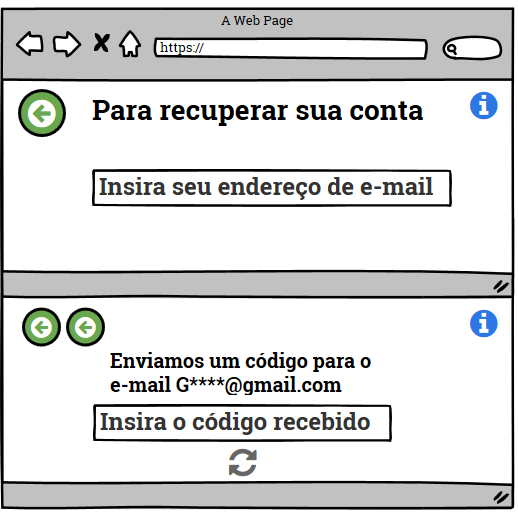 A Web Page
https://
Para recuperar sua conta
Insira seu endereço de e-mail
Enviamos um código para o
e-mail G****@gmail.com
Insira o código recebido